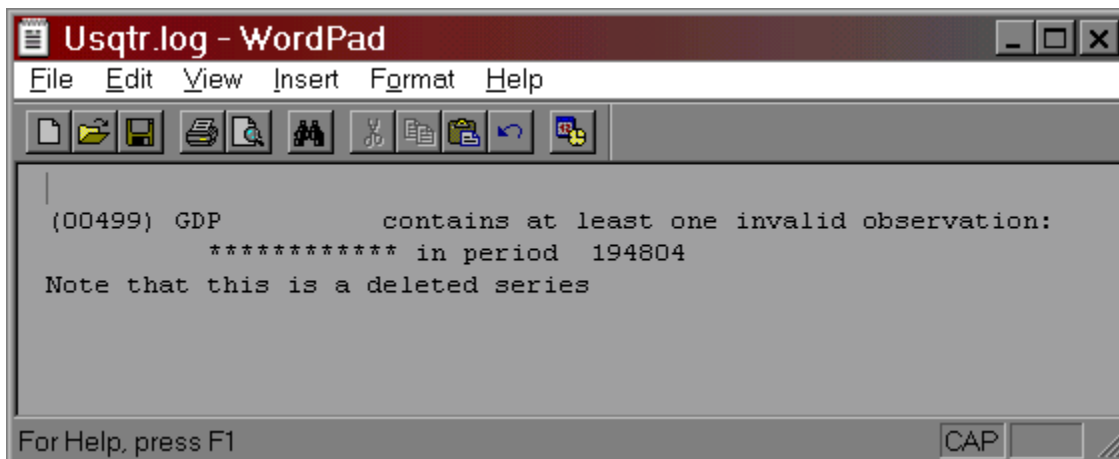 Usqtr.log - WordPad
File Edit View Insert Format Help
(00499) GDP contains at least one invalid observation:
************ in period 194804
Note that this is a deleted series
For Help, press F1 CAP